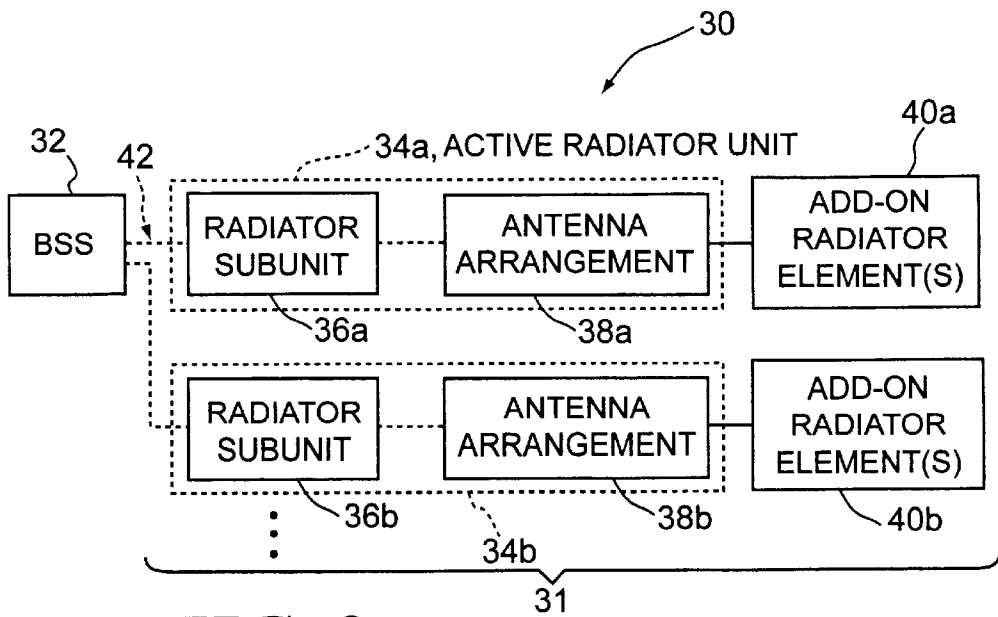 30
40a
32
42
34a, ACTIVE RADIATOR UNIT
BSS
RADIATOR
SUBUNIT
ANTENNA
ARRANGEMENT
ADD-ON
RADIATOR
ELEMENT(S)
36a
38a
RADIATOR
SUBUNIT
ANTENNA
ARRANGEMENT
ADD-ON
RADIATOR
ELEMENT(S)
36b
38b
40b
34b
31